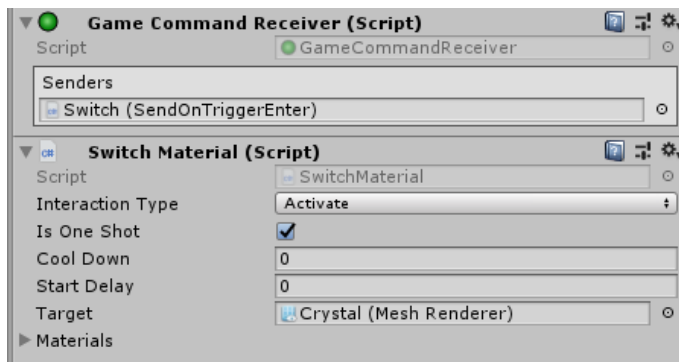 Game Command Receiver (Script)
Script GameCommandReceiver
Senders
Switch (SendOnTriggerEnter)
c# Switch Material (Script)
Script SwitchMaterial
Interaction Type Activate
Is One Shot
Cool Down 0
Start Delay 0
Target Crystal (Mesh Renderer)
Materials